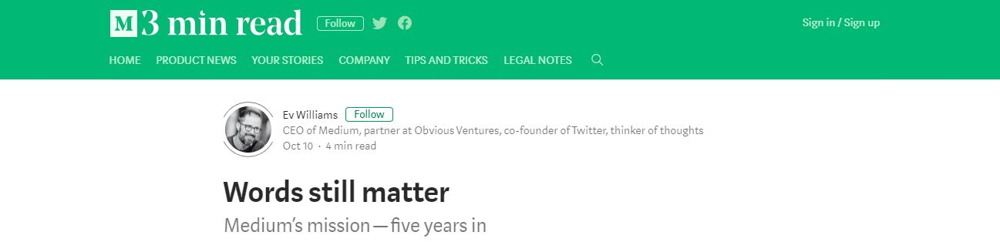 M 3 min read Follow Sign in / Sign up
HOME PRODUCT NEWS YOUR STORIES COMPANY TIPS AND TRICKS LEGAL NOTES
Ev Williams Follow
CEO of Medium, partner at Obvious Ventures, co-founder of Twitter, thinker of thoughts
Oct 10 · 4 min read
Words still matter
Medium’s mission — five years in